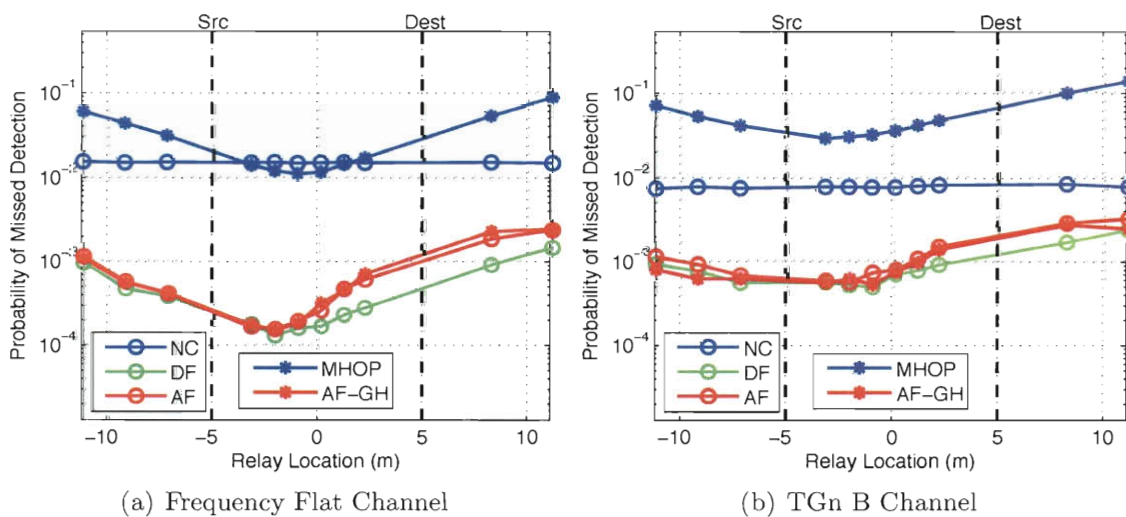 Src Dest
Probability of Missed Detection
10⁻¹
10⁻²
10⁻³
10⁻⁴
NC
DF
AF
MHOP
AF-GH
-10 -5 0 5 10
Relay Location (m)
(a) Frequency Flat Channel
Src Dest
Probability of Missed Detection
10⁻¹
10⁻²
10⁻³
10⁻⁴
NC
DF
AF
MHOP
AF-GH
-10 -5 0 5 10
Relay Location (m)
(b) TGn B Channel